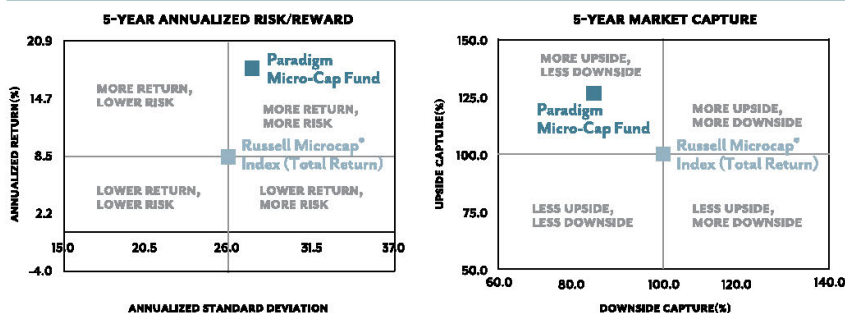 5-YEAR ANNUALIZED RISK/REWARD
20.9
14.7
8.5
2.2
-4.0
ANNUALIZED RETURN(%)
MORE RETURN,
LOWER RISK
Paradigm
Micro-Cap Fund
MORE RETURN,
MORE RISK
Russell Microcap®
Index (Total Return)
LOWER RETURN,
LOWER RISK
LOWER RETURN,
MORE RISK
15.0 20.5 26.0 31.5 37.0
ANNUALIZED STANDARD DEVIATION
5-YEAR MARKET CAPTURE
150.0
125.0
100.0
75.0
50.0
UPSIDE CAPTURE(%)
MORE UPSIDE,
LESS DOWNSIDE
Paradigm
Micro-Cap Fund
MORE UPSIDE,
MORE DOWNSIDE
Russell Microcap®
Index (Total Return)
LESS UPSIDE,
LESS DOWNSIDE
LESS UPSIDE,
MORE DOWNSIDE
60.0 80.0 100.0 120.0 140.0
DOWNSIDE CAPTURE(%)